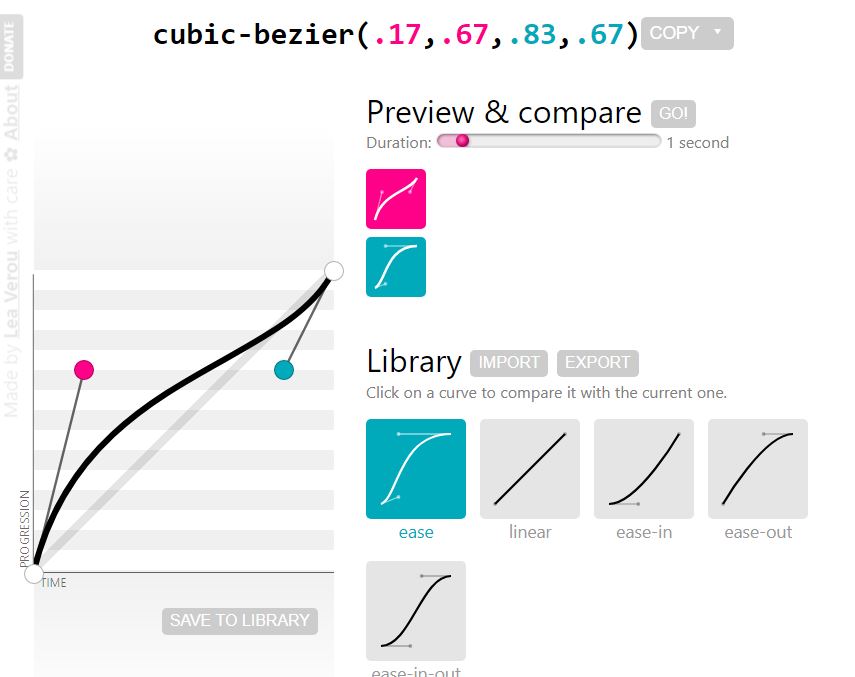 cubic-bezier(.17,.67,.83,.67)
COPY
DONATE
Made by Lea Verou with care ✿ About
Preview & compare
GO!
Duration:
1 second
Library
IMPORT
EXPORT
Click on a curve to compare it with the current one.
ease
linear
ease-in
ease-out
ease-in-out
PROGRESSION
TIME
SAVE TO LIBRARY